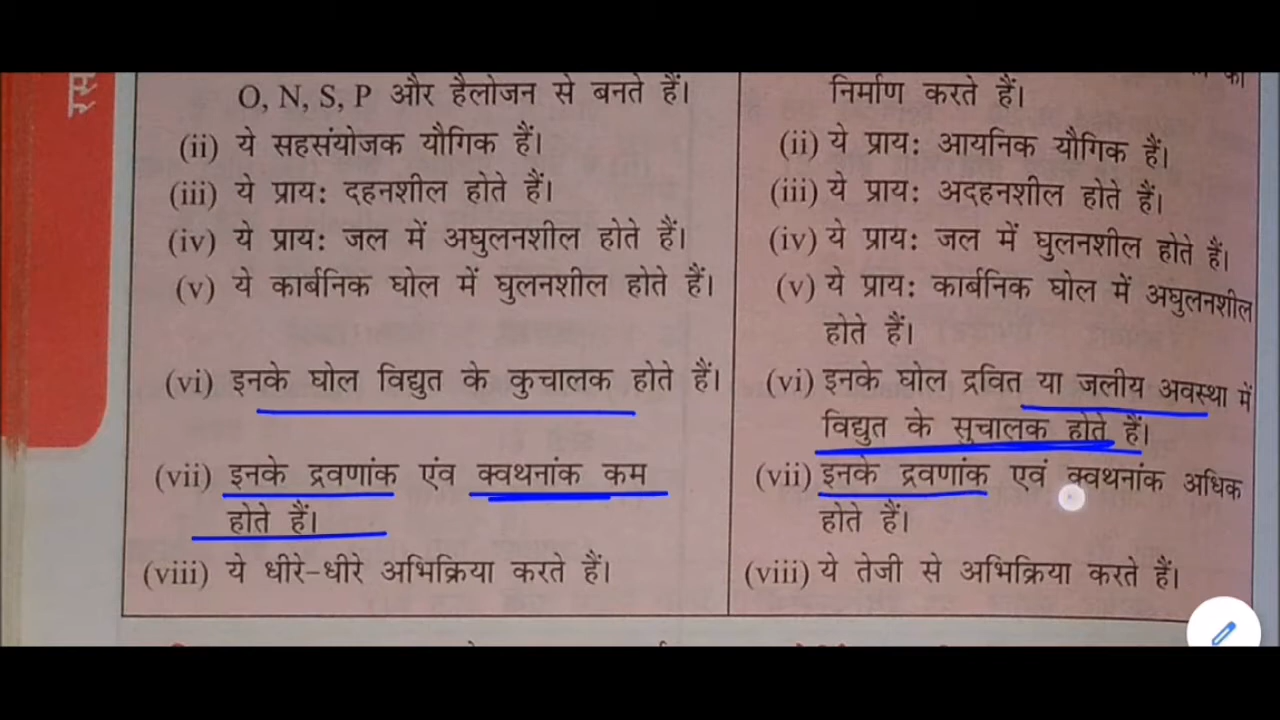 रस
O, N, S, P और हैलोजन से बनते हैं।
(ii) ये सहसंयोजक यौगिक हैं।
(iii) ये प्राय: दहनशील होते हैं।
(iv) ये प्राय: जल में अघुलनशील होते हैं।
(v) ये कार्बनिक घोल में घुलनशील होते हैं।
(vi) इनके घोल विद्युत के कुचालक होते हैं।
(vii) इनके द्रवणांक एंव क्वथनांक कम
होते हैं।
(viii) ये धीरे-धीरे अभिक्रिया करते हैं।
निर्माण करते हैं।
(ii) ये प्राय: आयनिक यौगिक हैं।
(iii) ये प्राय: अदहनशील होते हैं।
(iv) ये प्राय: जल में घुलनशील होते हैं।
(v) ये प्राय: कार्बनिक घोल में अघुलनशील
होते हैं।
(vi) इनके घोल द्रवित या जलीय अवस्था में
विद्युत के सुचालक होते हैं।
(vii) इनके द्रवणांक एवं क्वथनांक अधिक
होते हैं।
(viii) ये तेजी से अभिक्रिया करते हैं।